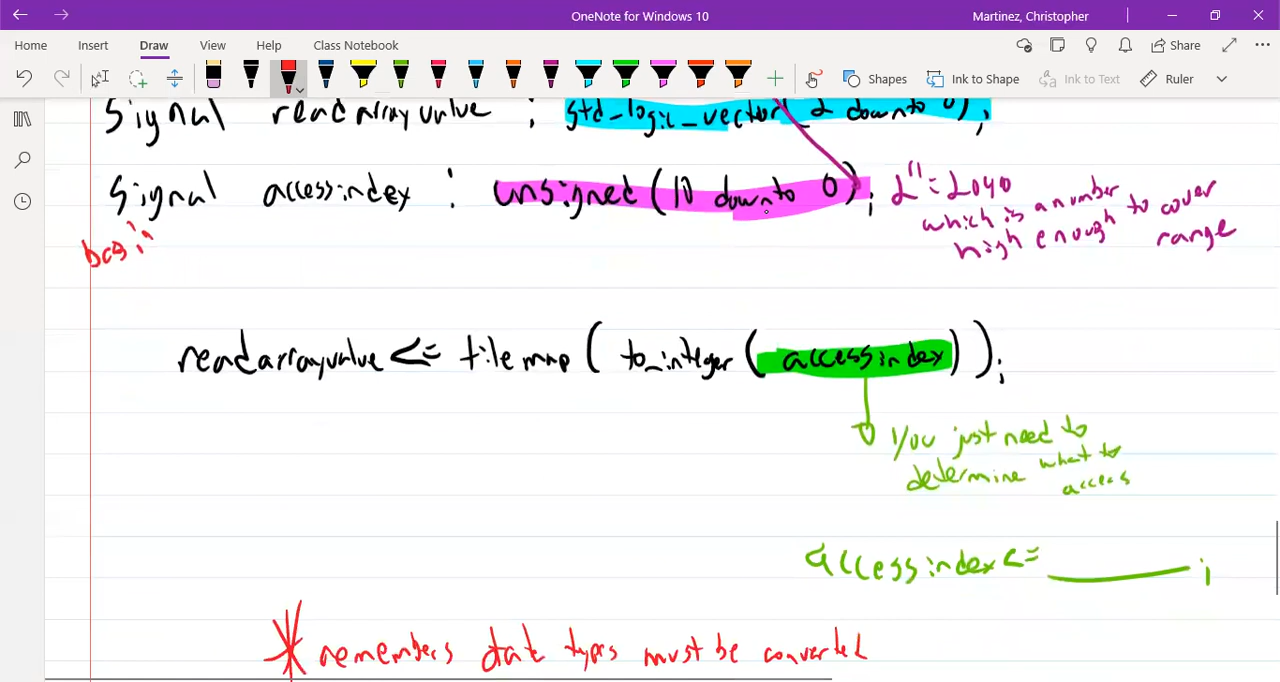 OneNote for Windows 10
Martinez, Christopher
Home Insert Draw View Help Class Notebook
Share
Shapes Ink to Shape Ink to Text Ruler
Signal readarrayvalue : std_logic_vector(2 downto 0);
Signal accessindex : unsigned(10 downto 0); 2^11 = 2040
which is a number
high enough to cover
range
begin
readarrayvalue <= tilemap( to_integer( accessindex) );
You just need to
determine what to
access
accessindex <= ________ ;
* remembers data types must be converted